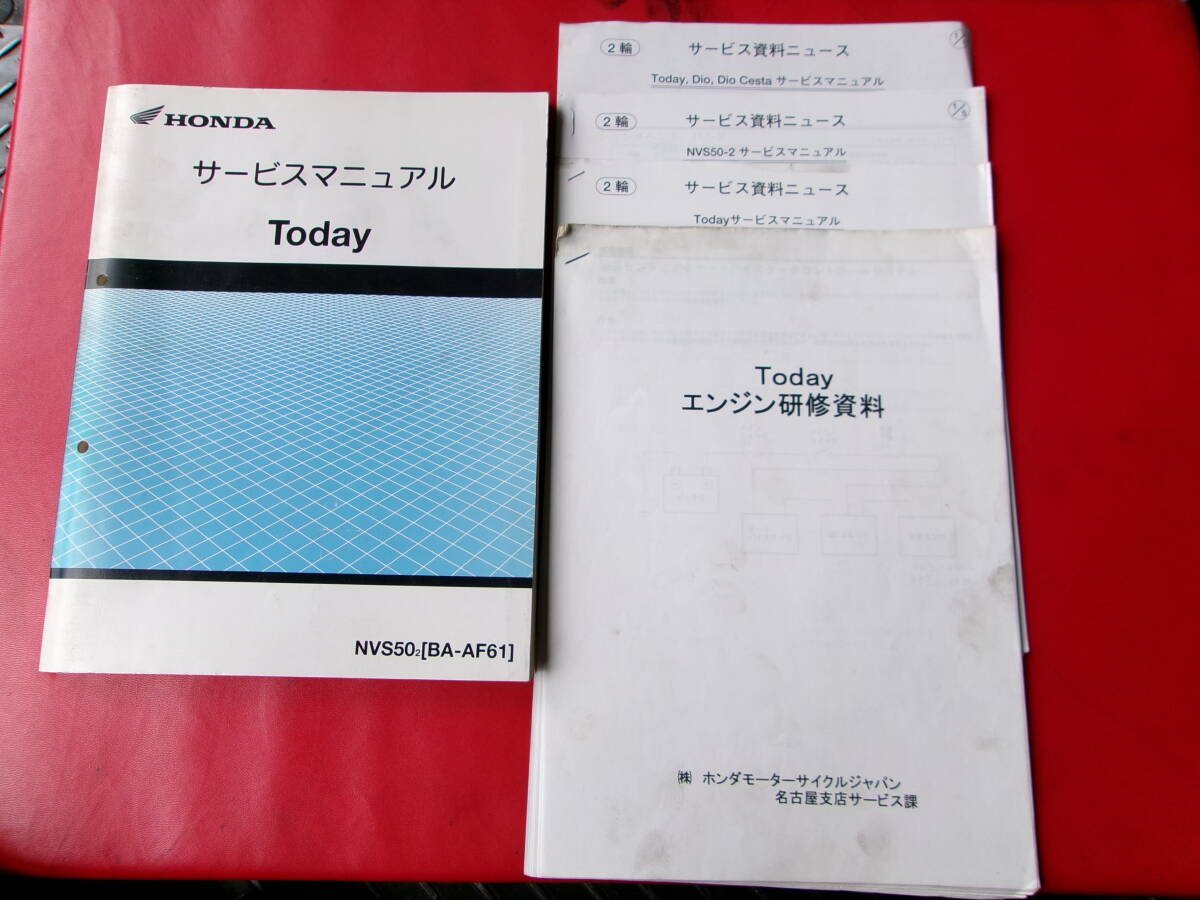 HONDA
サービスマニュアル
Today
NVS502[BA-AF61]
2輪
サービス資料ニュース
Today, Dio, Dio Cesta サービスマニュアル
2輪
サービス資料ニュース
NVS50-2 サービスマニュアル
2輪
サービス資料ニュース
Todayサービスマニュアル
Today
エンジン研修資料
㈱ ホンダモーターサイクルジャパン
名古屋支店サービス課